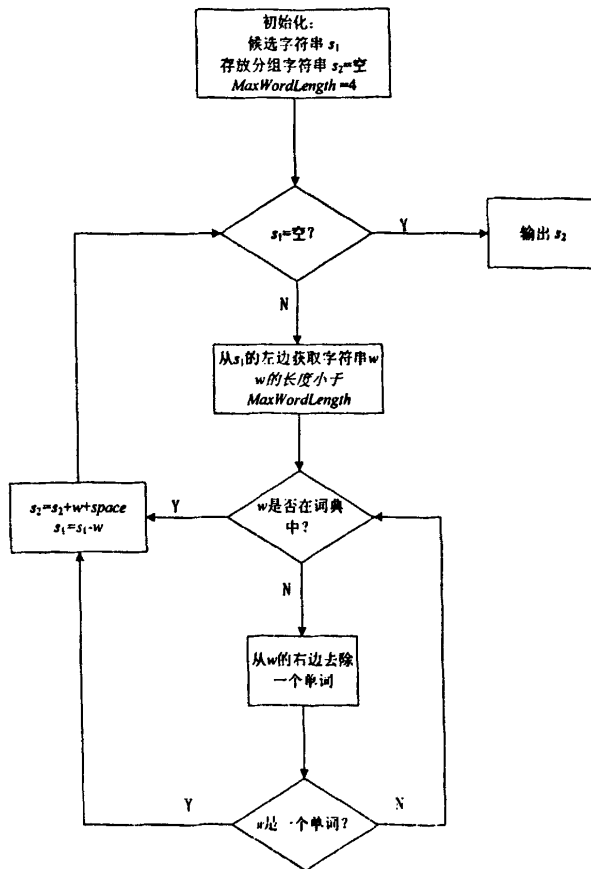 初始化：
候选字符串 s₁
存放分组字符串 s₂=空
MaxWordLength=4
s₁=空?
Y
输出 s₂
N
从s₁的左边获取字符串w
w的长度小于
MaxWordLength
w是否在词典
中?
Y
s₂=s₂+w+space
s₁=s₁-w
N
从w的右边去除
一个单词
Y
是一个单词?
N